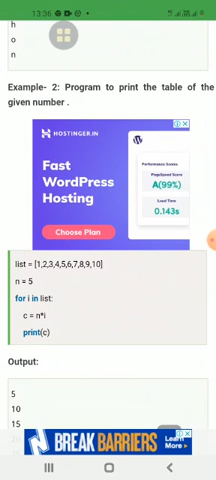 13:36
h
o
n
Example- 2: Program to print the table of the
given number .
HOSTINGER.IN
Fast
WordPress
Hosting
Choose Plan
Performance Scores
PageSpeed Score
A(99%)
Load Time
0.143s
list = [1,2,3,4,5,6,7,8,9,10]
n = 5
for i in list:
c = n*i
print(c)
Output:
5
10
15
BREAK BARRIERS
Learn
More